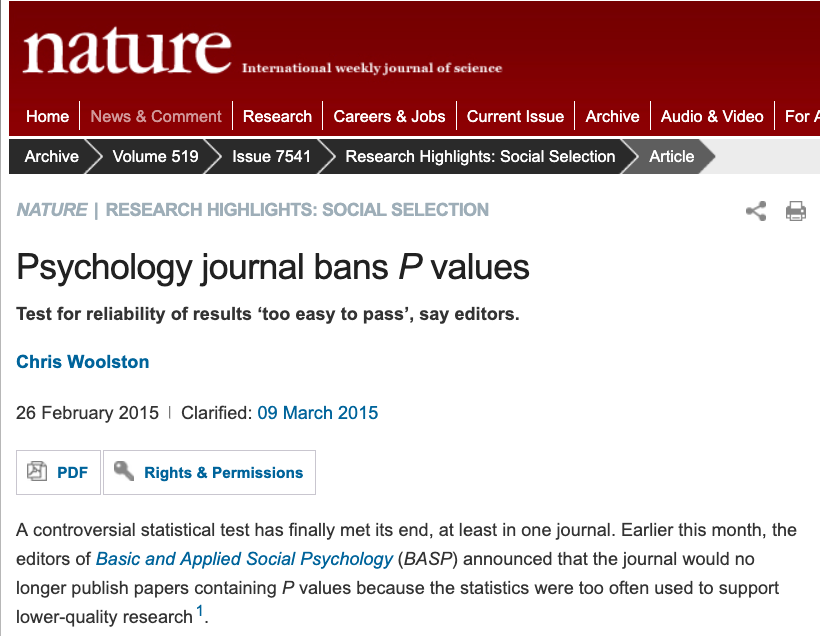 nature International weekly journal of science
Home News & Comment Research Careers & Jobs Current Issue Archive Audio & Video For A
Archive Volume 519 Issue 7541 Research Highlights: Social Selection Article
NATURE | RESEARCH HIGHLIGHTS: SOCIAL SELECTION
Psychology journal bans P values
Test for reliability of results ‘too easy to pass’, say editors.
Chris Woolston
26 February 2015 | Clarified: 09 March 2015
PDF Rights & Permissions
A controversial statistical test has finally met its end, at least in one journal. Earlier this month, the
editors of Basic and Applied Social Psychology (BASP) announced that the journal would no
longer publish papers containing P values because the statistics were too often used to support
lower-quality research 1.